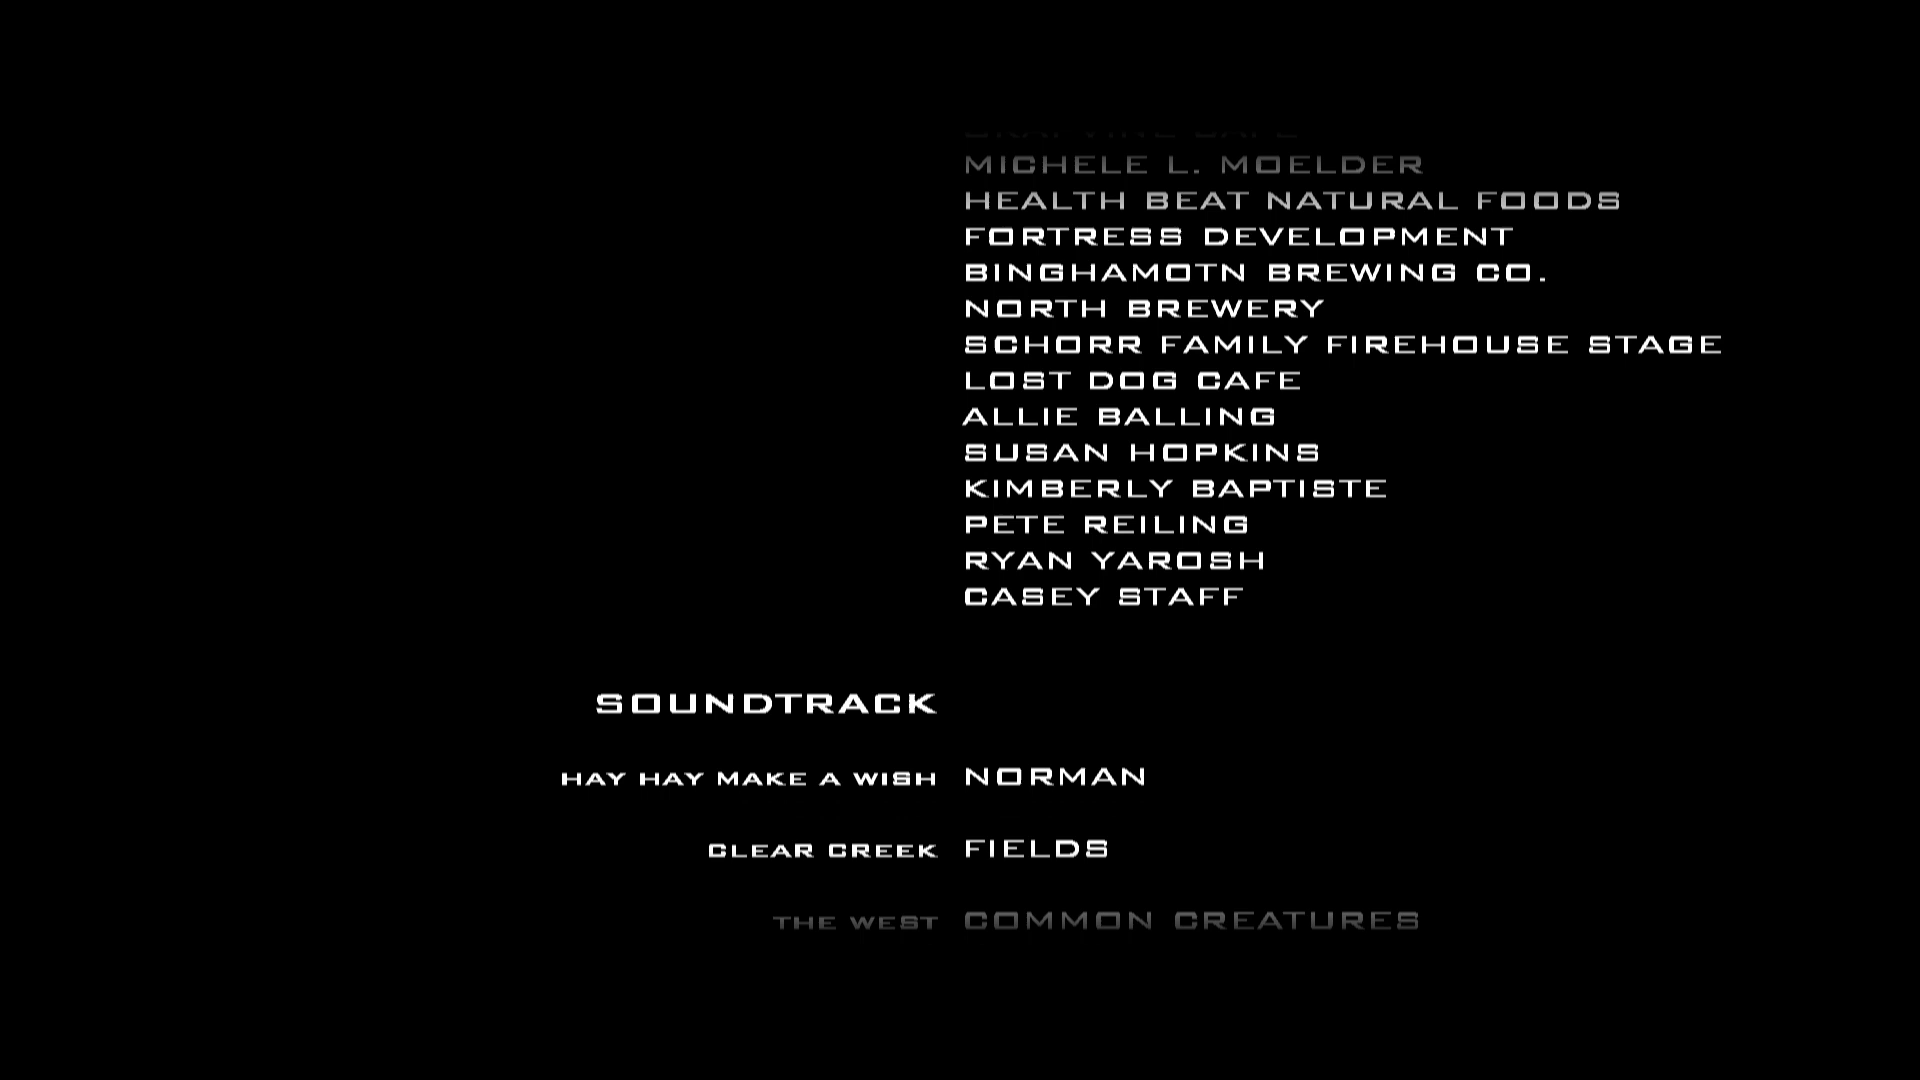 MICHELE L. MOELDER
HEALTH BEAT NATURAL FOODS
FORTRESS DEVELOPMENT
BINGHAMOTN BREWING CO.
NORTH BREWERY
SCHORR FAMILY FIREHOUSE STAGE
LOST DOG CAFE
ALLIE BALLING
SUSAN HOPKINS
KIMBERLY BAPTISTE
PETE REILING
RYAN YAROSH
CASEY STAFF
SOUNDTRACK
HAY HAY MAKE A WISH NORMAN
CLEAR CREEK FIELDS
THE WEST COMMON CREATURES